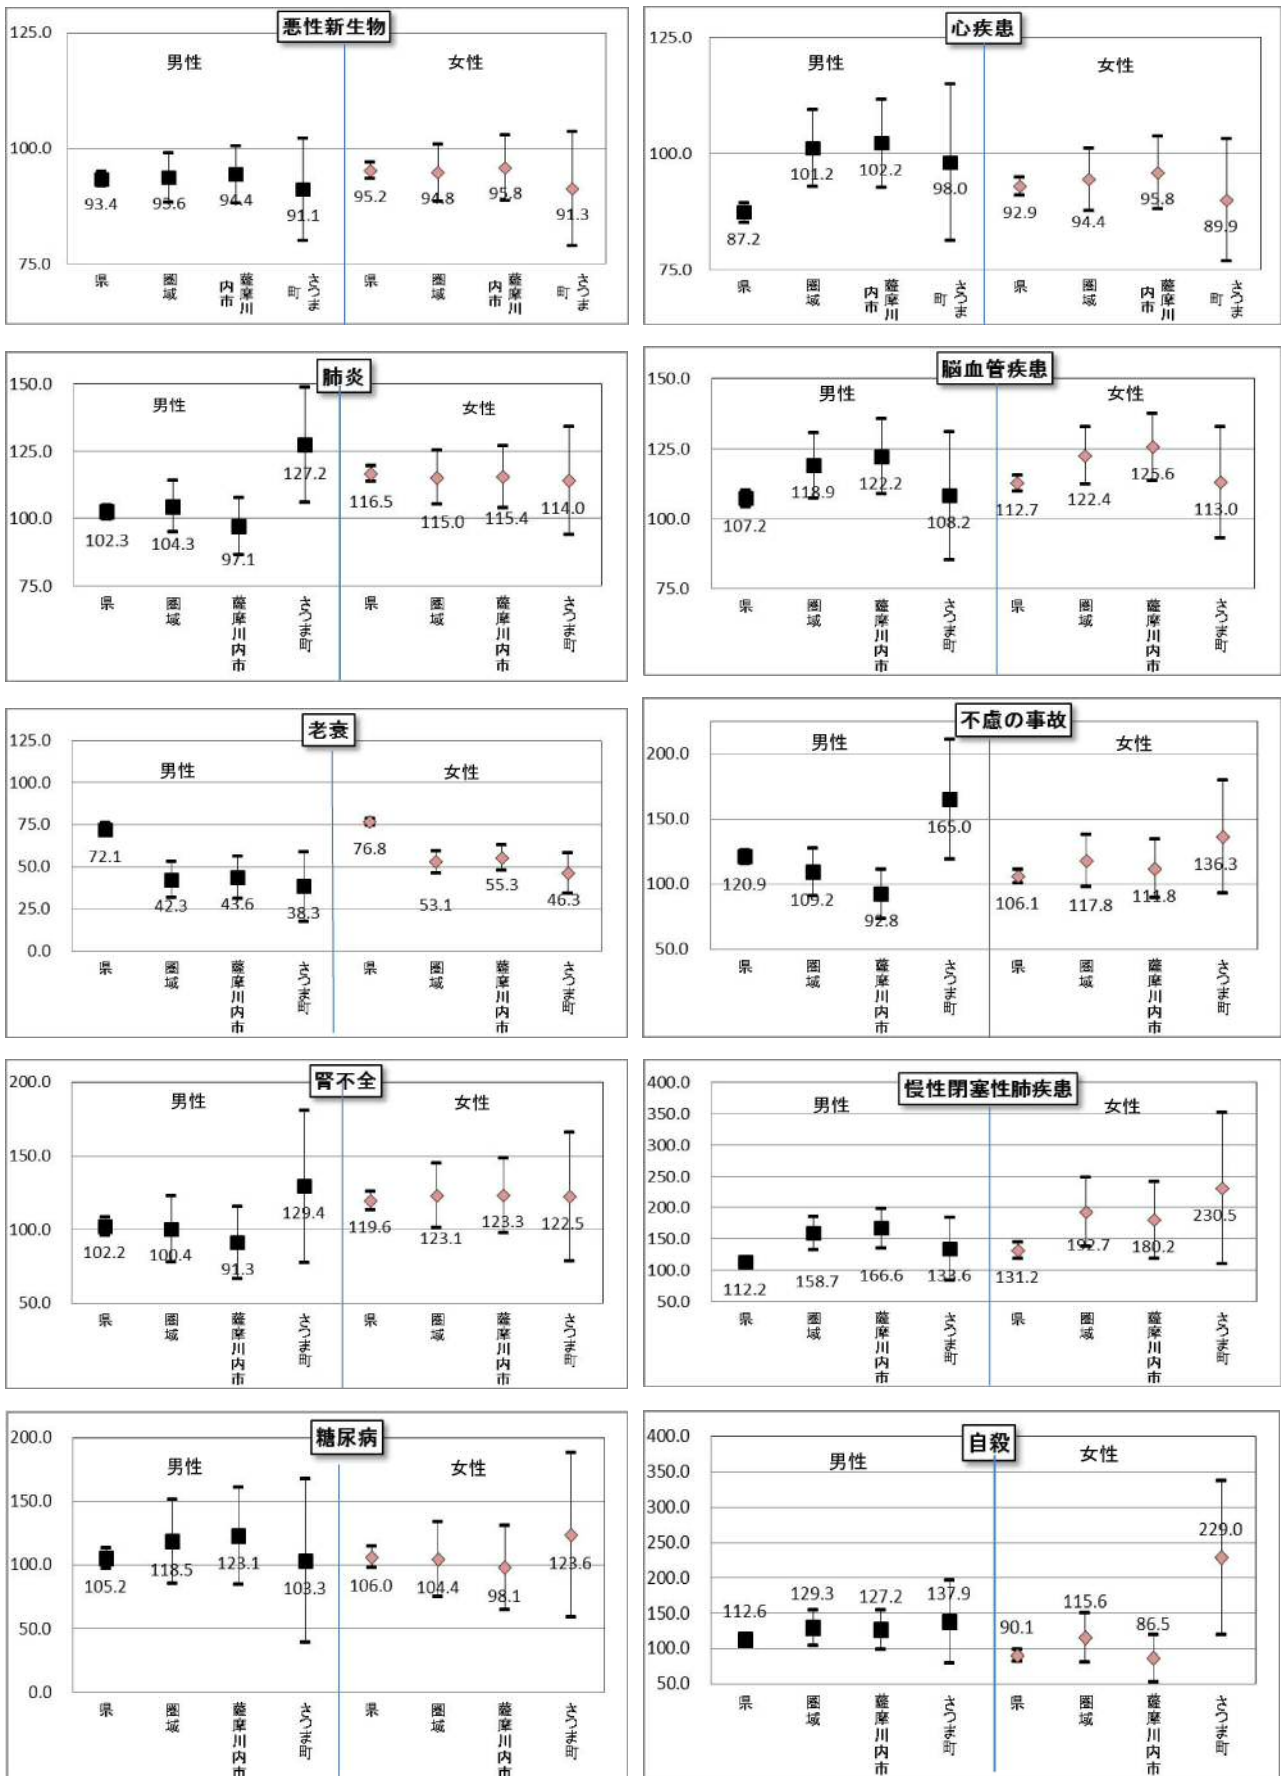 悪性新生物
125.0
男性
女性
100.0
93.4
93.6
94.4
91.1
95.2
94.8
95.8
91.3
75.0
県
圏域
薩摩川内市
さつま町
県
圏域
薩摩川内市
さつま町
心疾患
125.0
男性
女性
100.0
87.2
101.2
102.2
98.0
92.9
94.4
95.8
89.9
75.0
県
圏域
薩摩川内市
さつま町
県
圏域
薩摩川内市
さつま町
肺炎
150.0
男性
女性
125.0
100.0
102.3
104.3
97.1
127.2
116.5
115.0
115.4
114.0
75.0
県
圏域
薩摩川内市
さつま町
県
圏域
薩摩川内市
さつま町
脳血管疾患
150.0
男性
女性
125.0
100.0
107.2
118.9
122.2
108.2
112.7
122.4
125.6
113.0
75.0
県
圏域
薩摩川内市
さつま町
県
圏域
薩摩川内市
さつま町
老衰
125.0
男性
女性
100.0
75.0
50.0
25.0
0.0
72.1
42.3
43.6
38.3
76.8
53.1
55.3
46.3
県
圏域
薩摩川内市
さつま町
県
圏域
薩摩川内市
さつま町
不慮の事故
200.0
男性
女性
150.0
100.0
50.0
120.9
109.2
92.8
165.0
106.1
117.8
111.8
136.3
県
圏域
薩摩川内市
さつま町
県
圏域
薩摩川内市
さつま町
腎不全
200.0
男性
女性
150.0
100.0
50.0
102.2
100.4
91.3
129.4
119.6
123.1
123.3
122.5
県
圏域
薩摩川内市
さつま町
県
圏域
薩摩川内市
さつま町
慢性閉塞性肺疾患
400.0
男性
女性
350.0
300.0
250.0
200.0
150.0
100.0
50.0
112.2
158.7
166.6
133.6
131.2
192.7
180.2
230.5
県
圏域
薩摩川内市
さつま町
県
圏域
薩摩川内市
さつま町
糖尿病
200.0
男性
女性
150.0
100.0
50.0
0.0
105.2
118.5
123.1
103.3
106.0
104.4
98.1
123.6
県
圏域
薩摩川内市
さつま町
県
圏域
薩摩川内市
さつま町
自殺
400.0
男性
女性
350.0
300.0
250.0
200.0
150.0
100.0
50.0
112.6
129.3
127.2
137.9
90.1
115.6
86.5
229.0
県
圏域
薩摩川内市
さつま町
県
圏域
薩摩川内市
さつま町